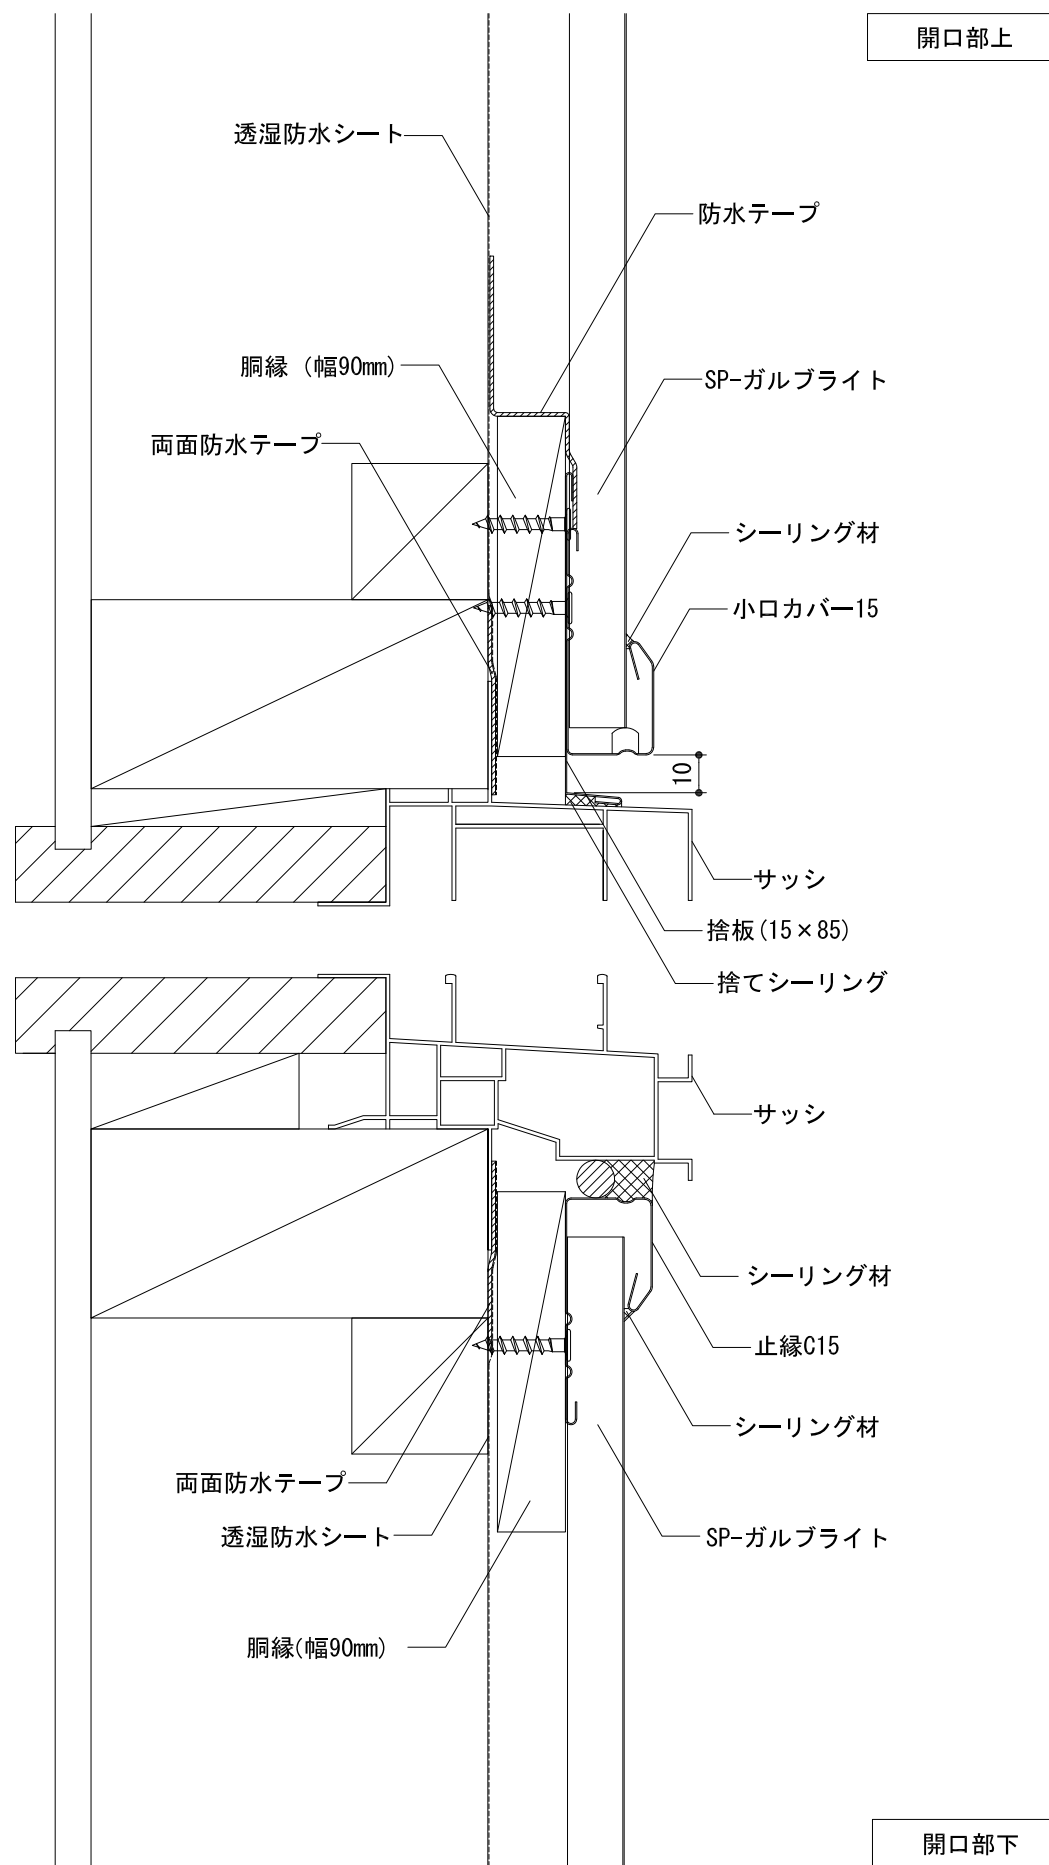 開口部上
透湿防水シート
防水テープ
胴縁（幅90mm）
SP-ガルブライト
両面防水テープ
シーリング材
小口カバー15
10
サッシ
捨板(15×85)
捨てシーリング
サッシ
シーリング材
止縁C15
シーリング材
両面防水テープ
透湿防水シート
SP-ガルブライト
胴縁(幅90mm)
開口部下